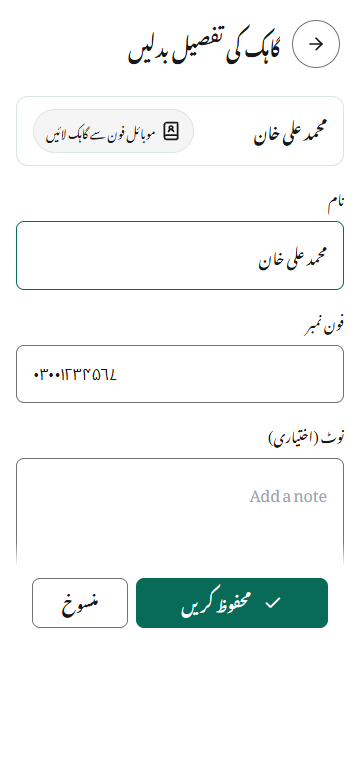 گاہک کی تفصیل بدلیں
محمد علی خان
موبائل فون سے گاہک لائیں
نام
محمد علی خان
فون نمبر
۰۳۰۰۱۲۳۴۵۶۷
نوٹ (اختیاری)
Add a note
محفوظ کریں
منسوخ